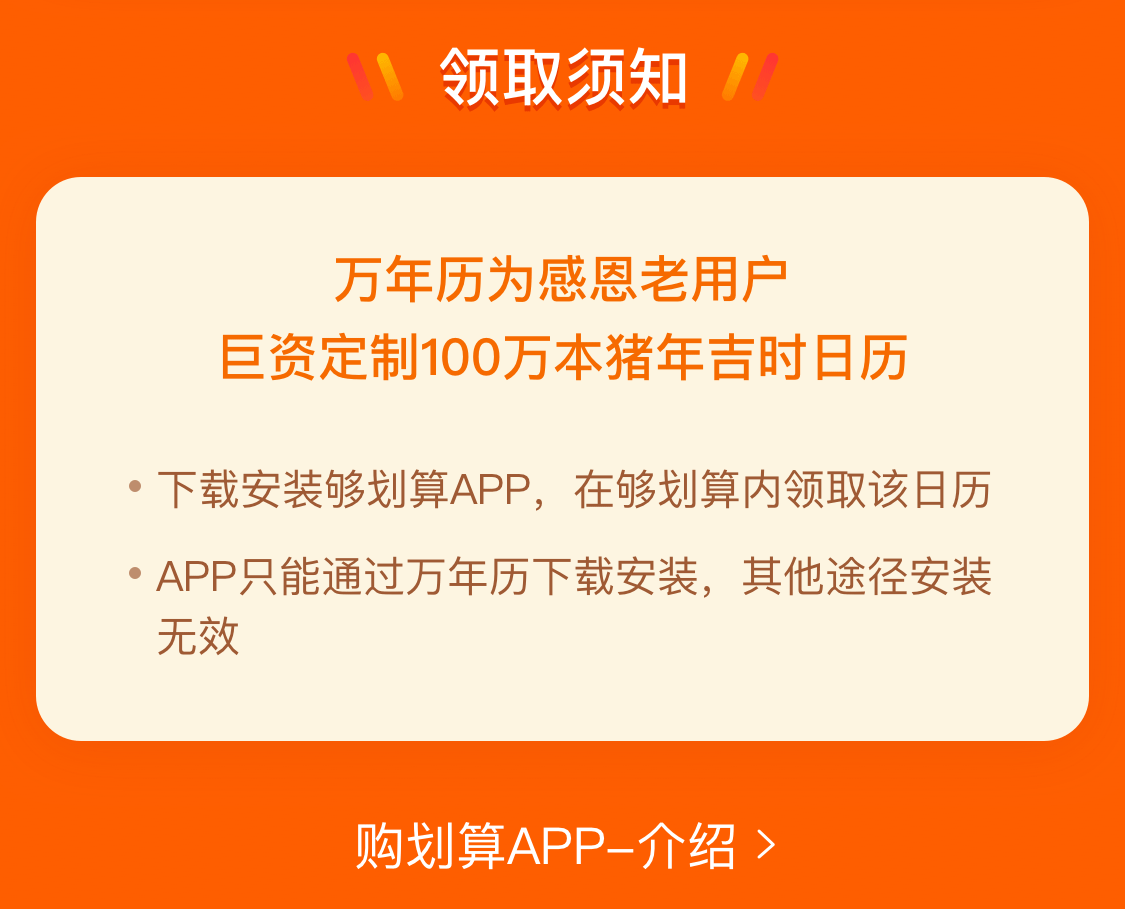 领取须知
万年历为感恩老用户
巨资定制100万本猪年吉时日历
• 下载安装够划算APP，在够划算内领取该日历
• APP只能通过万年历下载安装，其他途径安装
无效
购划算APP-介绍 >